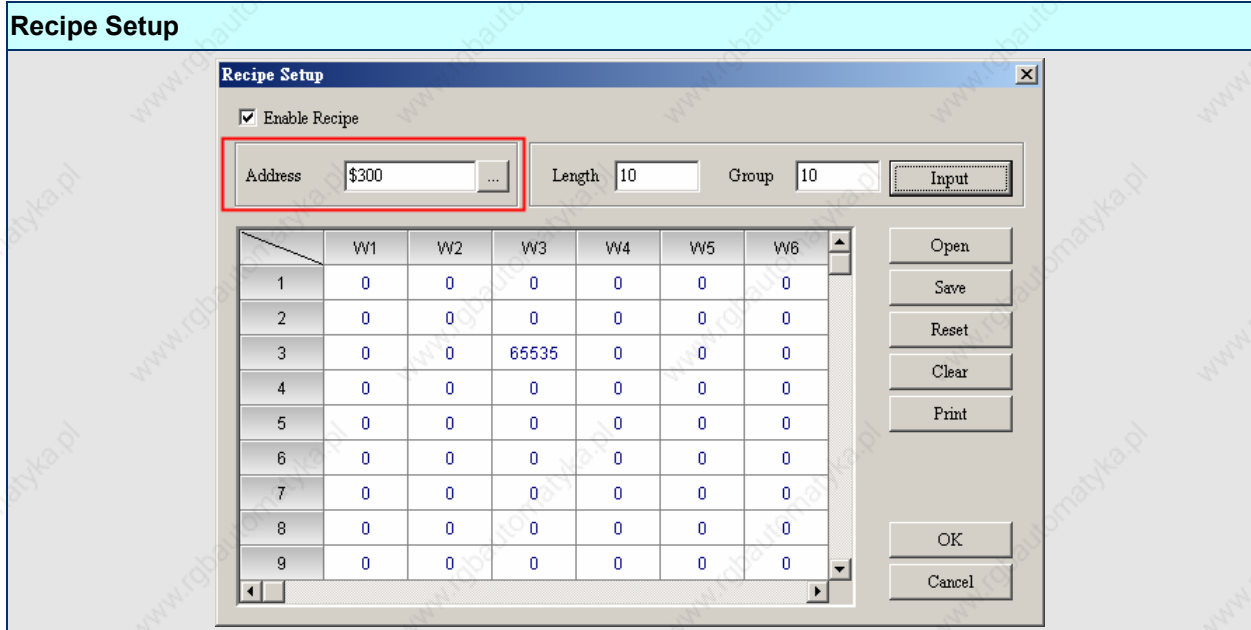 Recipe Setup
Recipe Setup
Enable Recipe
Address $300 ... Length 10 Group 10 Input
W1 W2 W3 W4 W5 W6
1 0 0 0 0 0 0
2 0 0 0 0 0 0
3 0 0 65535 0 0 0
4 0 0 0 0 0 0
5 0 0 0 0 0 0
6 0 0 0 0 0 0
7 0 0 0 0 0 0
8 0 0 0 0 0 0
9 0 0 0 0 0 0
Open
Save
Reset
Clear
Print
OK
Cancel
www.rgbautomatyka.pl